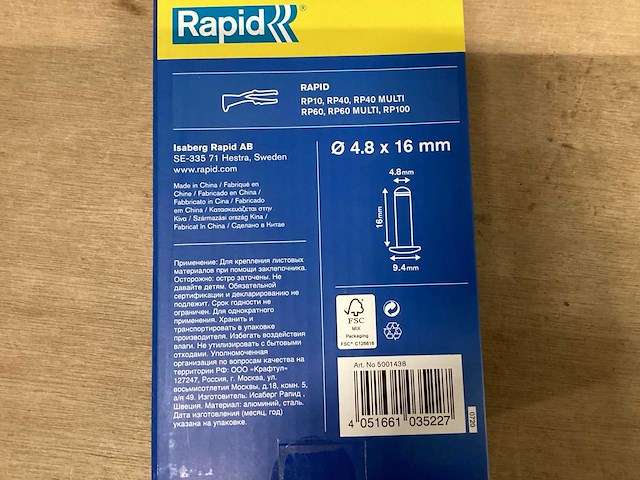 Rapid
RAPID
RP10, RP40, RP40 MULTI
RP60, RP60 MULTI, RP100
Isaberg Rapid AB
SE-335 71 Hestra, Sweden
www.rapid.com
Made in China / Fabriqué en
Chine / Fabricado en China /
Fabbricato in Cina / Fabricado
em China / Κατασκευάζεται στην
Κίνα / Származási ország Kína /
Fabricat în China / Сделано в Китае
Ø 4.8 x 16 mm
4.8mm
16mm
9.4mm
Применение: Для крепления листовых
материалов при помощи заклепочника.
Осторожно: остро заточены. Не
давайте детям. Обязательной
сертификации и декларированию не
подлежит. Срок годности не
ограничен. Для однократного
применения. Хранить и
транспортировать в упаковке
производителя. Избегать воздействия
влаги. Не утилизировать с бытовыми
отходами. Уполномоченная
организация по вопросам качества на
территории РФ: ООО «Крафтул»
127247, Россия, г. Москва, ул.
восьмисотлетия Москвы, д.18, комн. 5,
а/я 49. Изготовитель: Исаберг Рапид ,
Швеция. Материал: алюминий, сталь.
Дата изготовления (месяц, год)
указана на упаковке.
FSC
MIX
Packaging
FSC® C126618
Art. No 5001438
4 051661 035227
0720